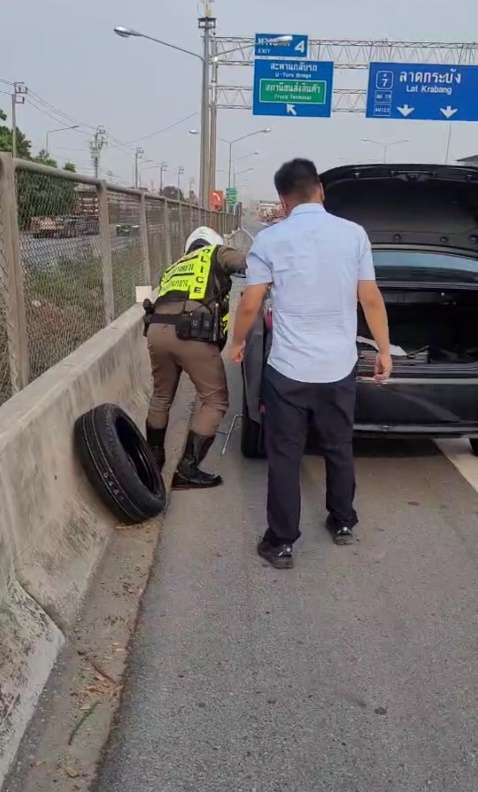 ทางออก
EXIT
4
สะพานกลับรถ
U-Turn Bridge
สถานีขนส่งสินค้า
Truck Terminal
7
ลาดกระบัง
Lat Krabang
POLICE